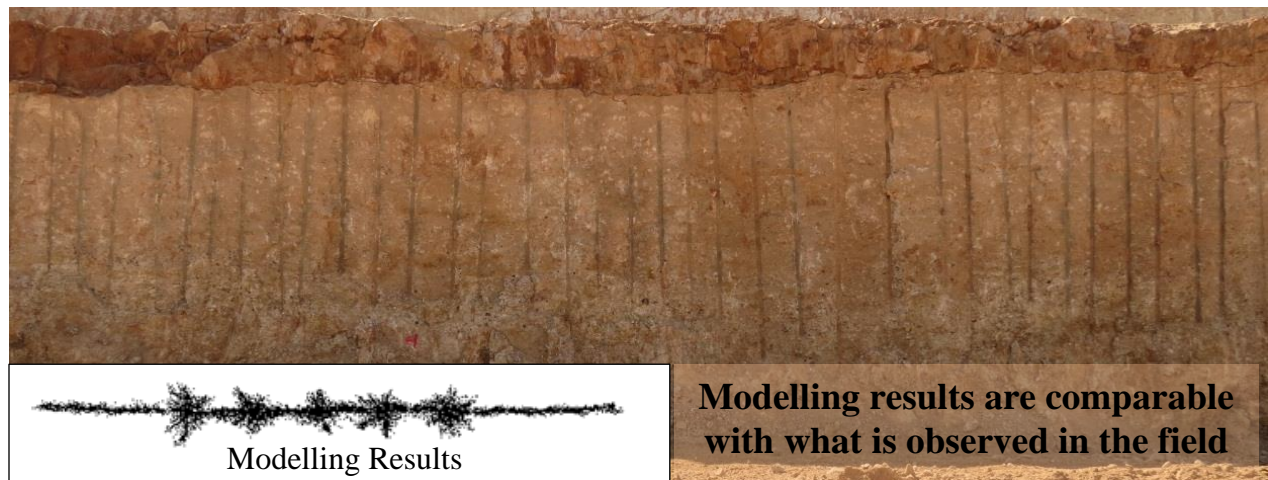 Modelling Results
Modelling results are comparable
with what is observed in the field